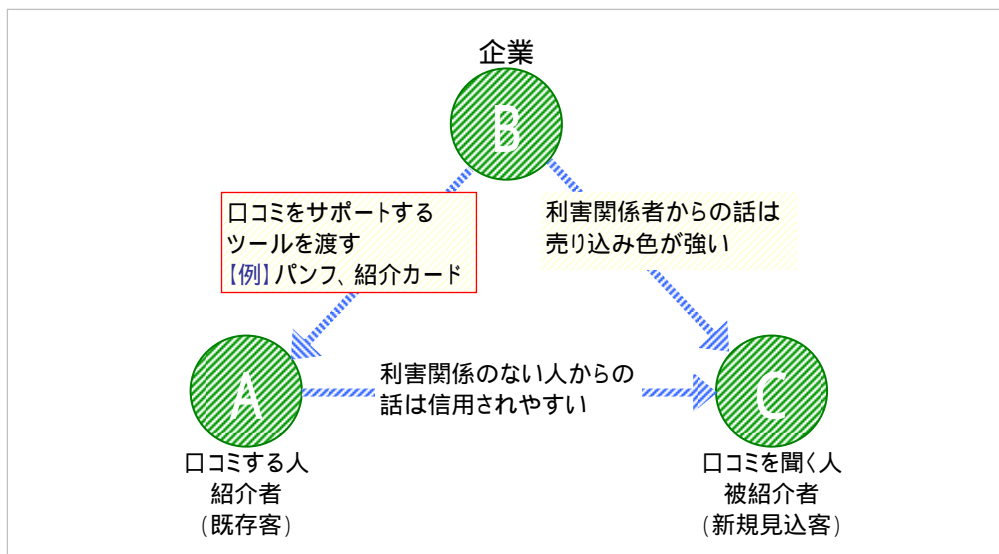 企業
B
口コミをサポートする
ツールを渡す
【例】パンフ、紹介カード
利害関係者からの話は
売り込み色が強い
A
利害関係のない人からの
話は信用されやすい
C
口コミする人
紹介者
(既存客)
口コミを聞く人
被紹介者
(新規見込客)